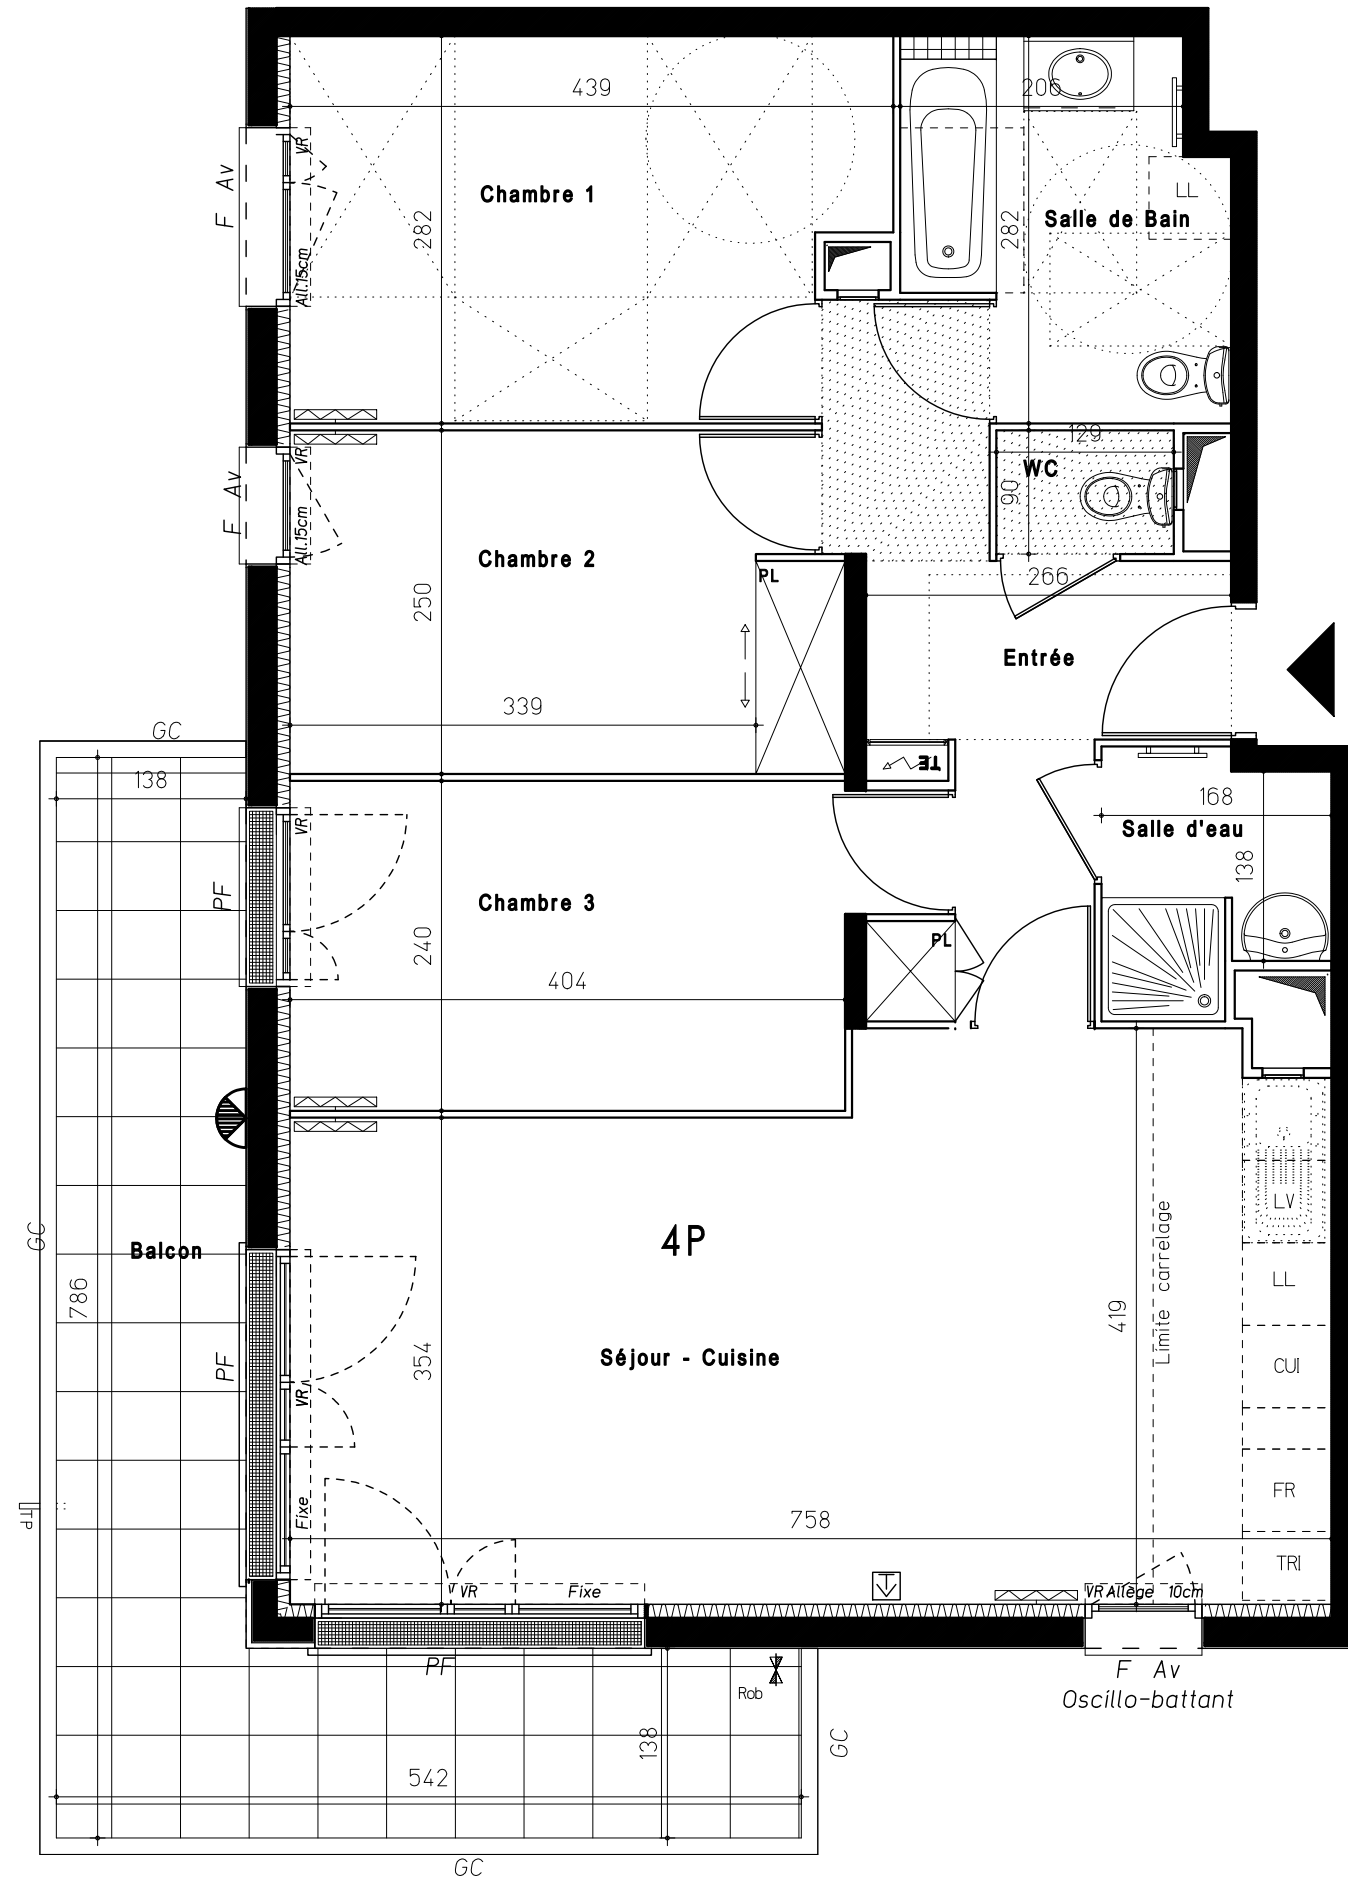 439
206
VR
F Av
Chambre 1
LL
282
282
Salle de Bain
All.15cm
129
VR
WC
F Av
90
All.15cm
Chambre 2
PL
266
250
Entrée
339
GC
TE
138
168
VR
Salle d'eau
138
PF
Chambre 3
PL
240
404
LV
GC
Balcon
4P
Limite carrelage
LL
786
419
PF
354
Séjour - Cuisine
CUI
VR
FR
Fixe
TP
758
TRI
VR
Fixe
VR
Allège 10cm
PF
F Av
Rob
Oscillo-battant
138
GC
542
GC